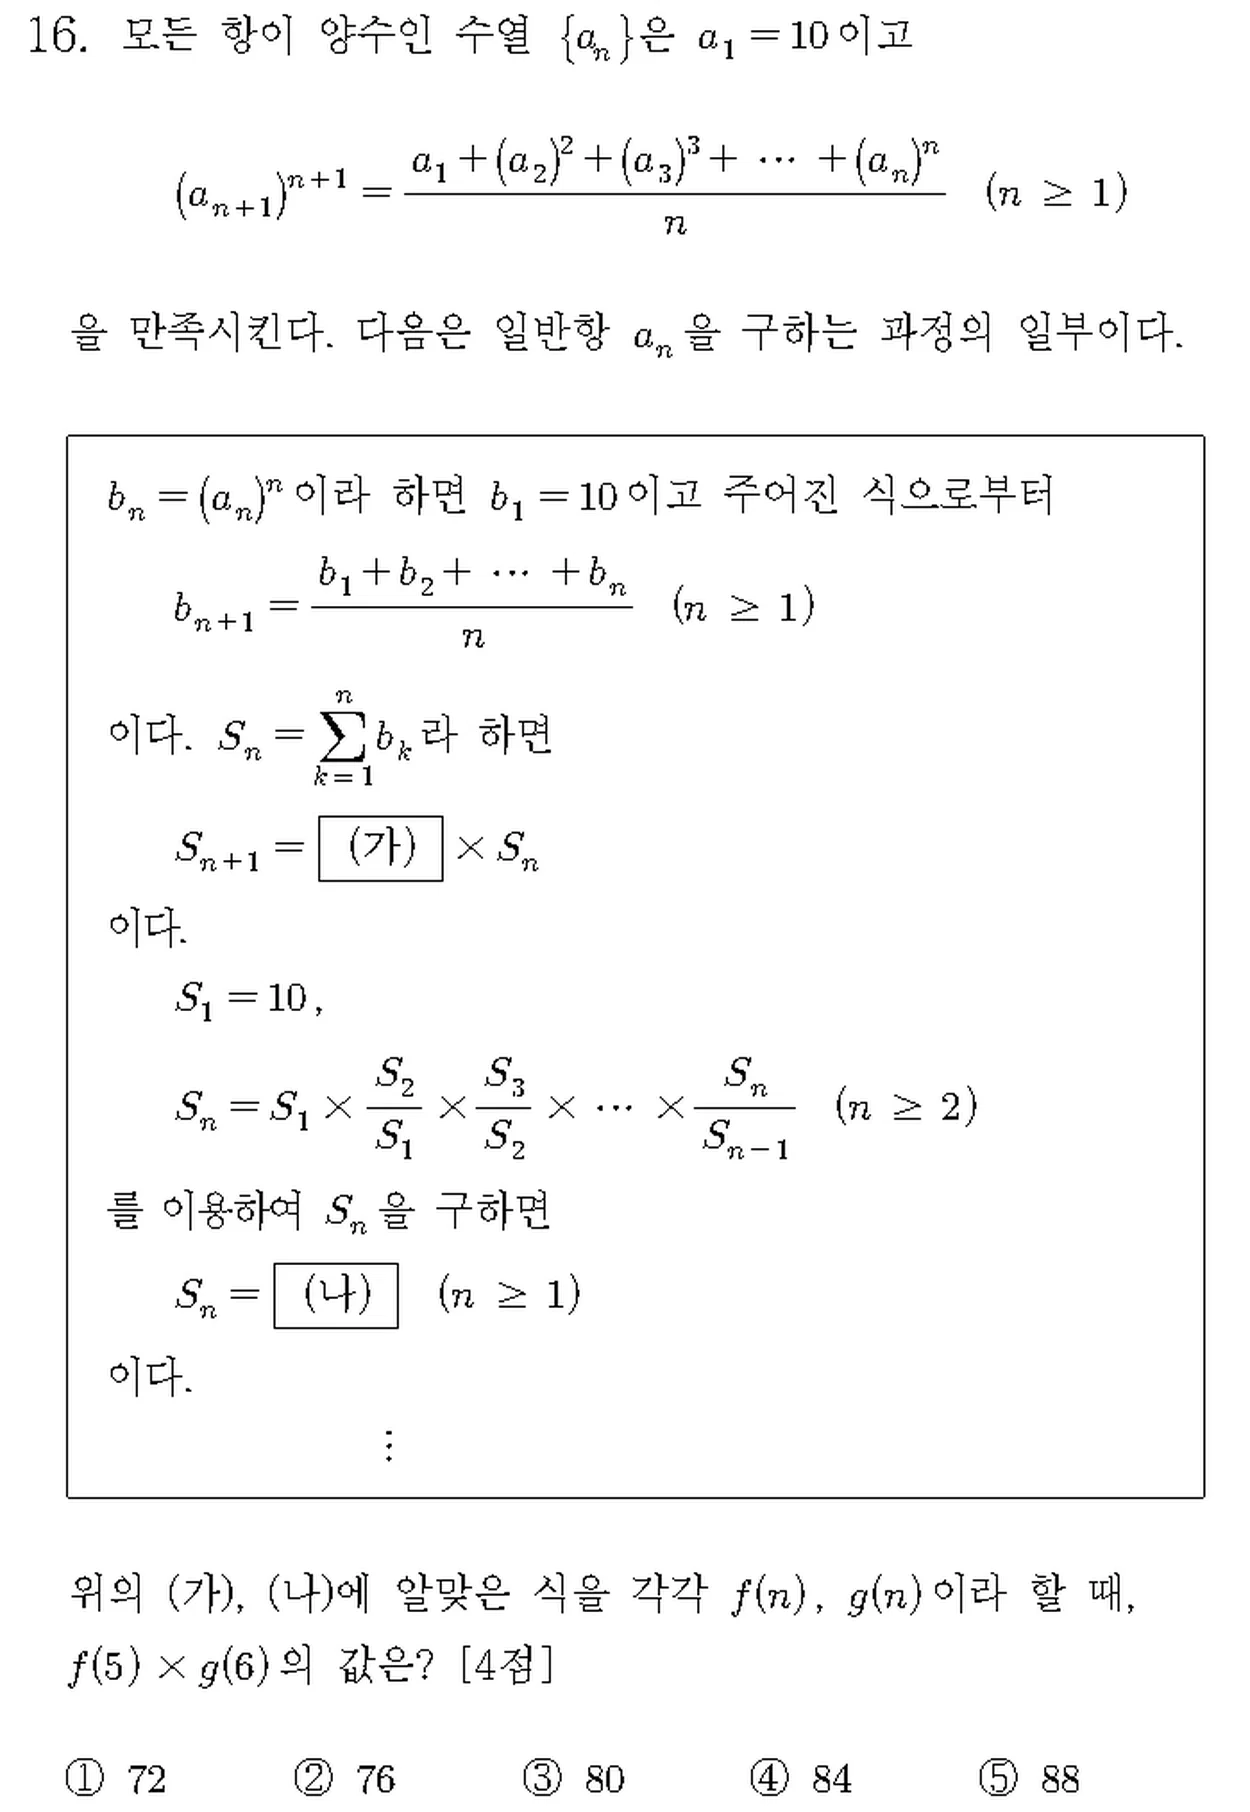 16. 모든 항이 양수인 수열 {aₙ}은 a₁ = 10이고
(aₙ₊₁)ⁿ⁺¹ = (a₁ + (a₂)² + (a₃)³ + ⋯ + (aₙ)ⁿ) / n (n ≥ 1)
을 만족시킨다. 다음은 일반항 aₙ을 구하는 과정의 일부이다.
bₙ = (aₙ)ⁿ이라 하면 b₁ = 10이고 주어진 식으로부터
bₙ₊₁ = (b₁ + b₂ + ⋯ + bₙ) / n (n ≥ 1)
이다. Sₙ = ∑ₖ₌₁ⁿ bₖ라 하면
Sₙ₊₁ = (가) × Sₙ
이다.
S₁ = 10,
Sₙ = S₁ × S₂/S₁ × S₃/S₂ × ⋯ × Sₙ/Sₙ₋₁ (n ≥ 2)
를 이용하여 Sₙ을 구하면
Sₙ = (나) (n ≥ 1)
이다.
⋮
위의 (가), (나)에 알맞은 식을 각각 f(n), g(n)이라 할 때,
f(5) × g(6)의 값은? [4점]
① 72 ② 76 ③ 80 ④ 84 ⑤ 88